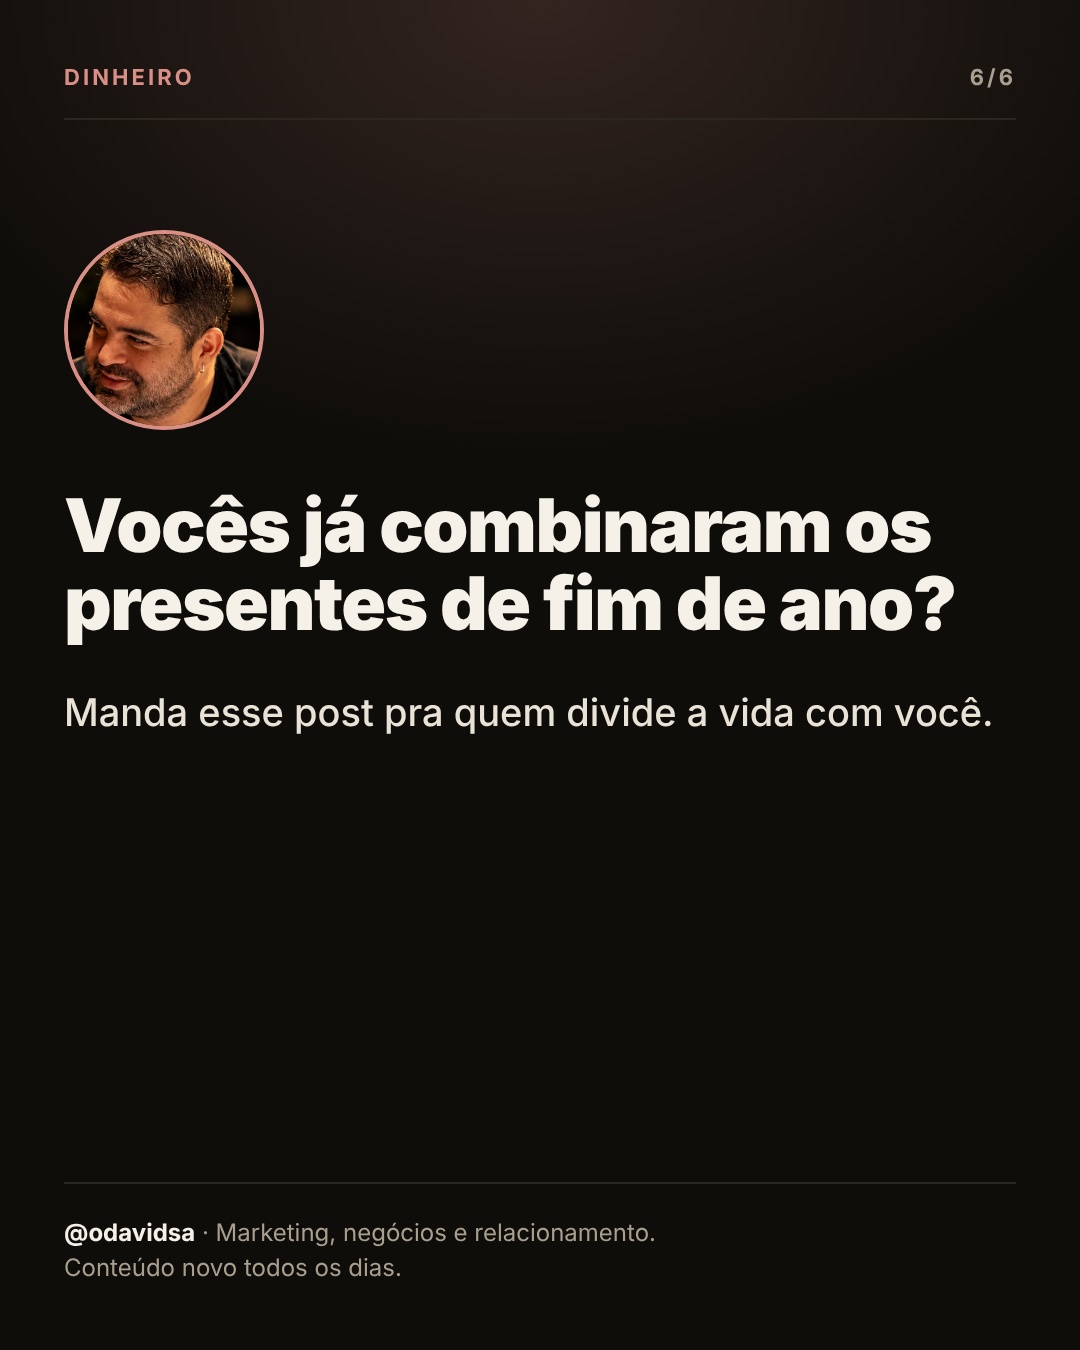 DINHEIRO
6/6
Vocês já combinaram os
presentes de fim de ano?
Manda esse post pra quem divide a vida com você.
@odavidsa · Marketing, negócios e relacionamento.
Conteúdo novo todos os dias.